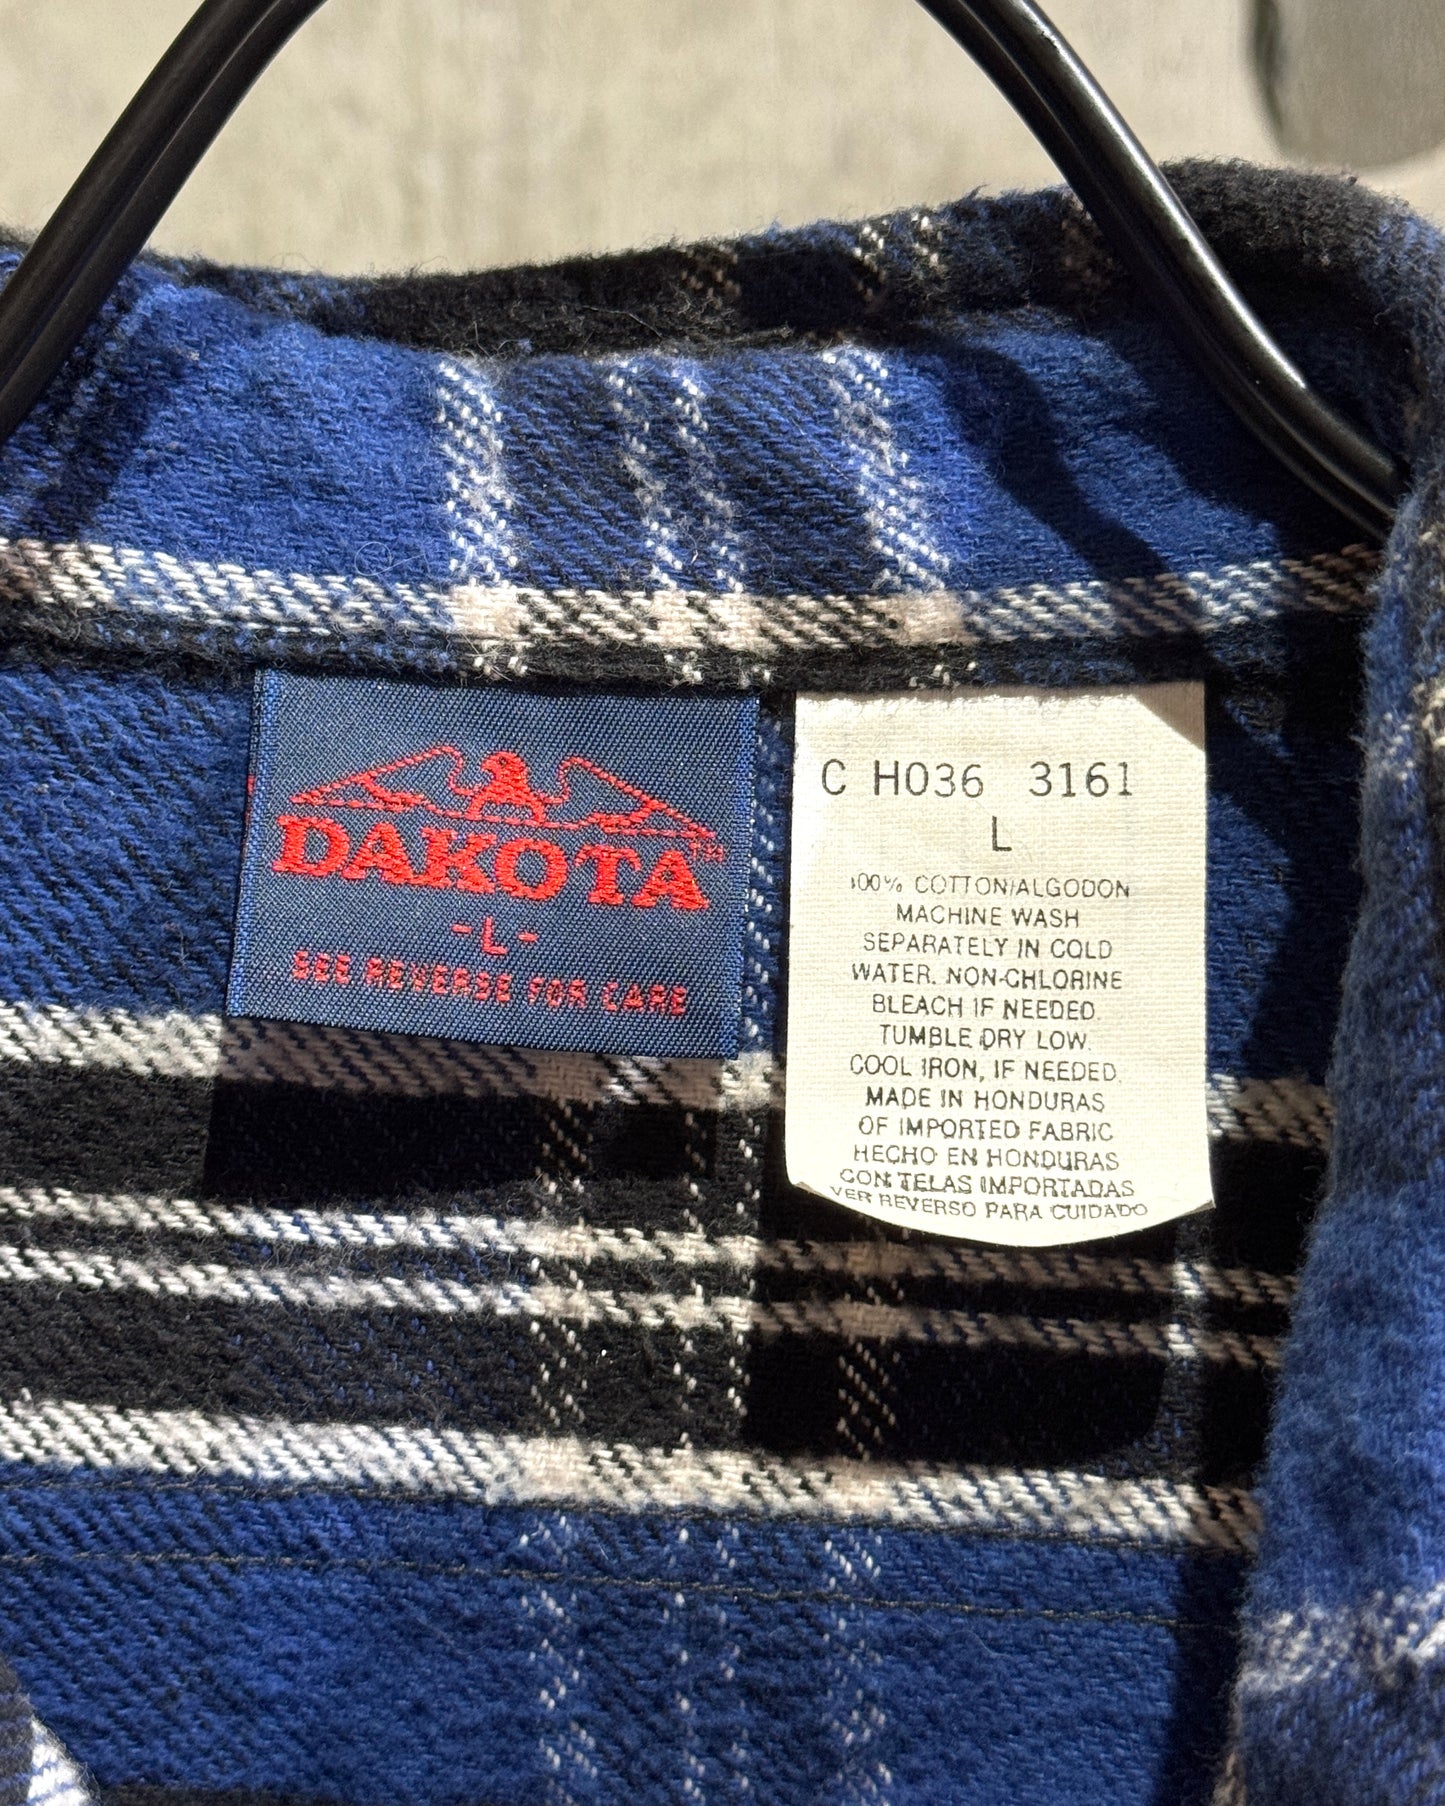 DAKOTA™
-L-
SEE REVERSE FOR CARE
C H036 3161
L
100% COTTON/ALGODON
MACHINE WASH
SEPARATELY IN COLD
WATER. NON-CHLORINE
BLEACH IF NEEDED.
TUMBLE DRY LOW.
COOL IRON, IF NEEDED.
MADE IN HONDURAS
OF IMPORTED FABRIC
HECHO EN HONDURAS
CON TELAS IMPORTADAS
VER REVERSO PARA CUIDADO